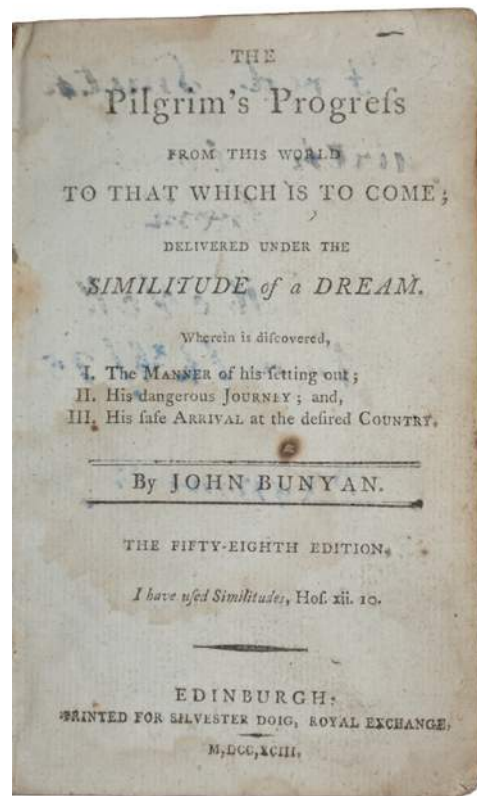 THE
Pilgrim's Progreſs
FROM THIS WORLD
TO THAT WHICH IS TO COME;
DELIVERED UNDER THE
SIMILITUDE of a DREAM.
Wherein is diſcovered,
I. The MANNER of his ſetting out;
II. His dangerous JOURNEY; and,
III. His ſafe ARRIVAL at the deſired COUNTRY.
By JOHN BUNYAN.
THE FIFTY-EIGHTH EDITION.
I have uſed Similitudes, Hoſ. xii. 10.
EDINBURGH:
PRINTED FOR SILVESTER DOIG, ROYAL EXCHANGE,
M,DCC,XCIII.